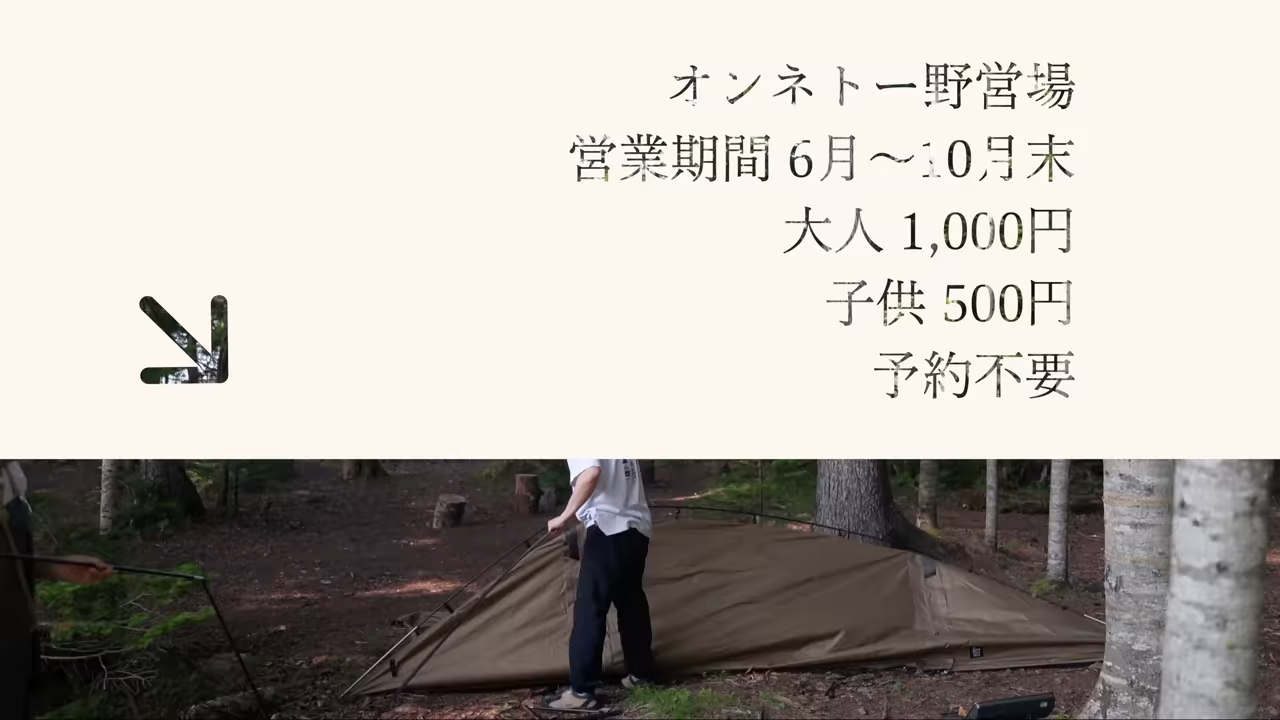 オンネトー野営場
営業期間 6月〜10月末
大人 1,000円
子供 500円
予約不要